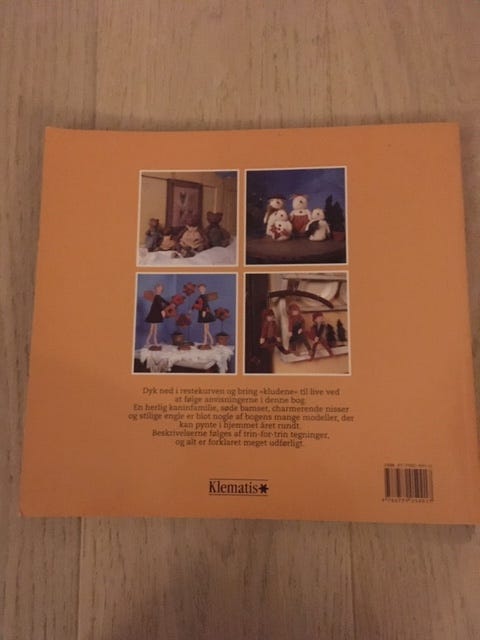 Dyk ned i restekurven og bring »kludene« til live ved
at følge anvisningerne i denne bog.
En herlig kaninfamilie, søde bamser, charmerende nisser
og stilige engle er blot nogle af bogens mange modeller, der
kan pynte i hjemmet året rundt.
Beskrivelserne følges af trin-for-trin tegninger,
og alt er forklaret meget udførligt.
Klematis
ISBN